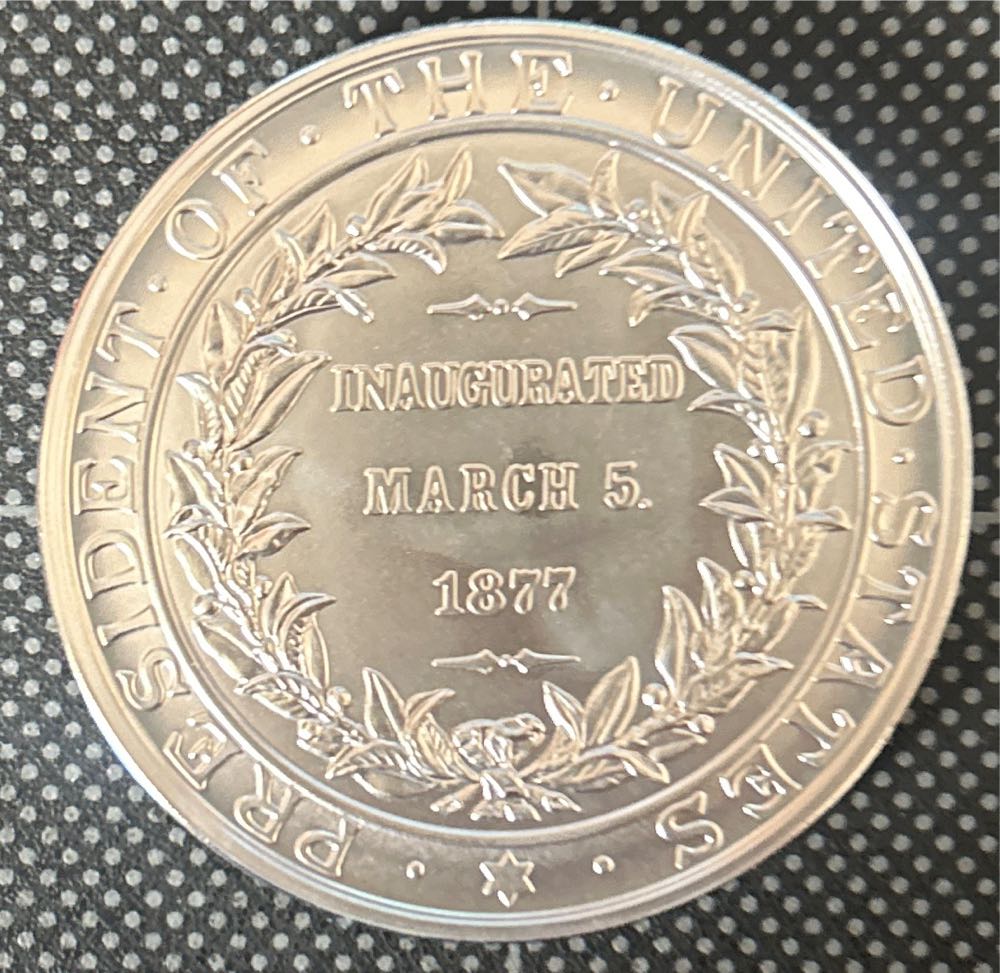 PRESIDENT · OF · THE · UNITED · STATES
INAUGURATED
MARCH 5.
1877